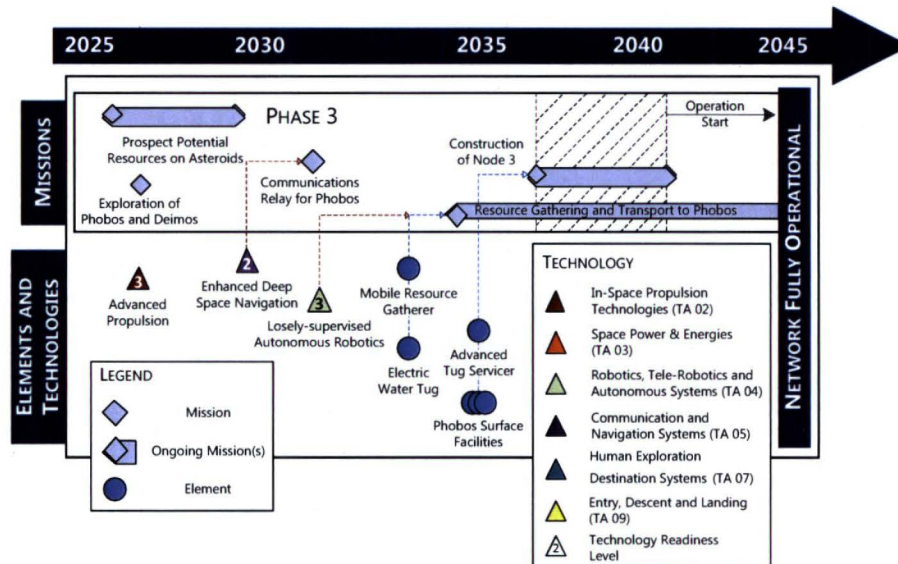 2025 2030 2035 2040 2045
MISSIONS
PHASE 3
Prospect Potential
Resources on Asteroids
Exploration of
Phobos and Deimos
Communications
Relay for Phobos
Construction
of Node 3
Operation
Start
Resource Gathering and Transport to Phobos
NETWORK FULLY OPERATIONAL
ELEMENTS AND
TECHNOLOGIES
3
Advanced
Propulsion
2
Enhanced Deep
Space Navigation
3
Losely-supervised
Autonomous Robotics
Mobile Resource
Gatherer
Electric
Water Tug
Advanced
Tug Servicer
Phobos Surface
Facilities
LEGEND
Mission
Ongoing Mission(s)
Element
TECHNOLOGY
In-Space Propulsion
Technologies (TA 02)
Space Power & Energies
(TA 03)
Robotics, Tele-Robotics and
Autonomous Systems (TA 04)
Communication and
Navigation Systems (TA 05)
Human Exploration
Destination Systems (TA 07)
Entry, Descent and Landing
(TA 09)
2
Technology Readiness
Level